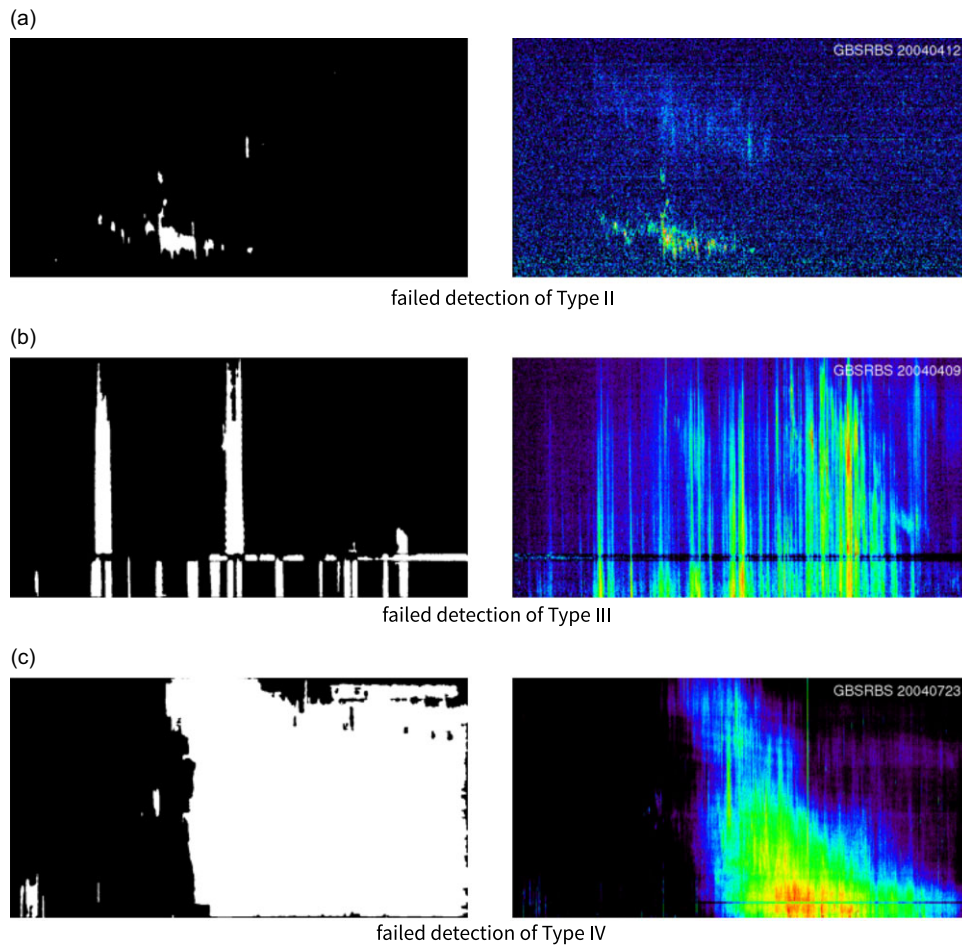 (a)
GBSRBS 20040412
failed detection of Type II
(b)
GBSRBS 20040409
failed detection of Type III
(c)
GBSRBS 20040723
failed detection of Type IV